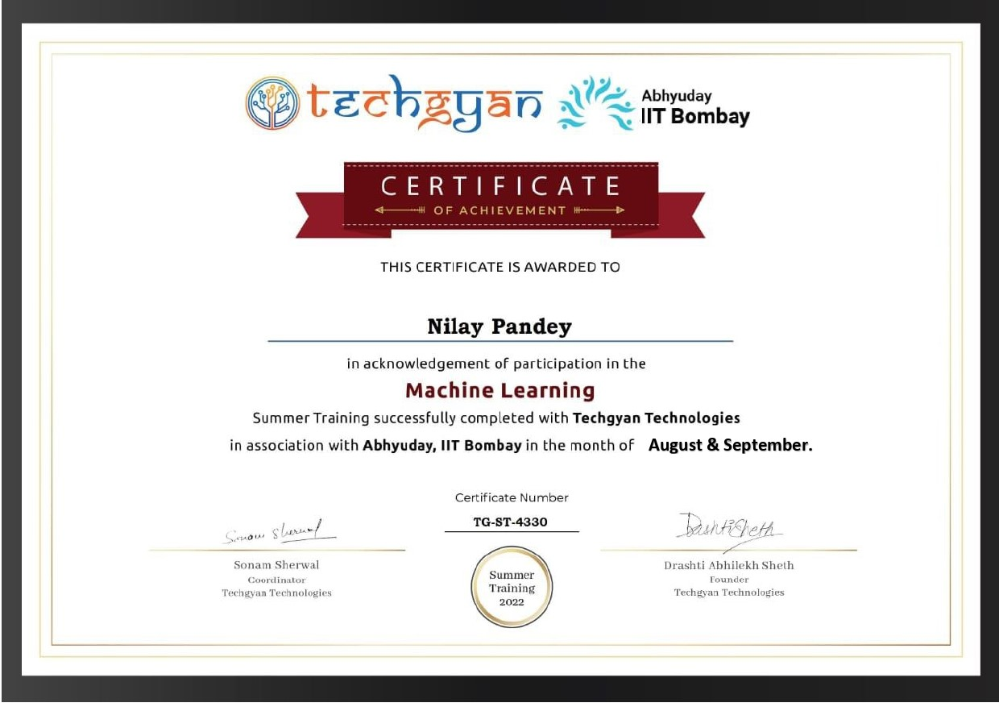 techgyan
Abhyuday
IIT Bombay
CERTIFICATE
OF ACHIEVEMENT
THIS CERTIFICATE IS AWARDED TO
Nilay Pandey
in acknowledgement of participation in the
Machine Learning
Summer Training successfully completed with Techgyan Technologies
in association with Abhyuday, IIT Bombay in the month of August & September.
Certificate Number
TG-ST-4330
Sonam Sherwal
Sonam Sherwal
Coordinator
Techgyan Technologies
Summer
Training
2022
Drashti Sheth
Drashti Abhilekh Sheth
Founder
Techgyan Technologies